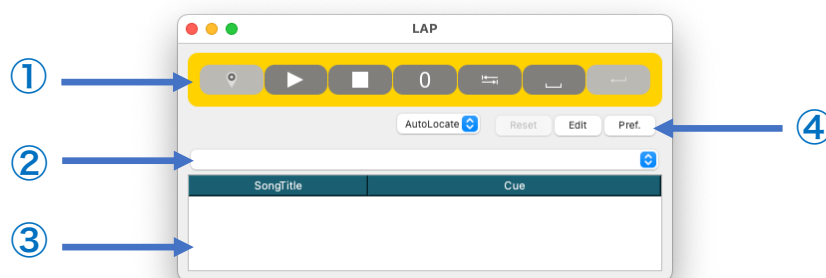 LAP
①
0
AutoLocate Reset Edit Pref.
④
②
SongTitle Cue
③